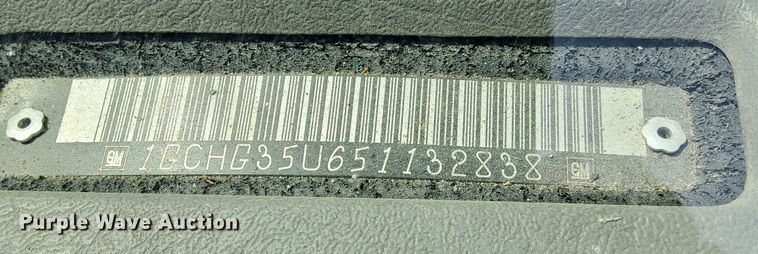 GM 1GCHG35U651132838 GM
Purple Wave Auction